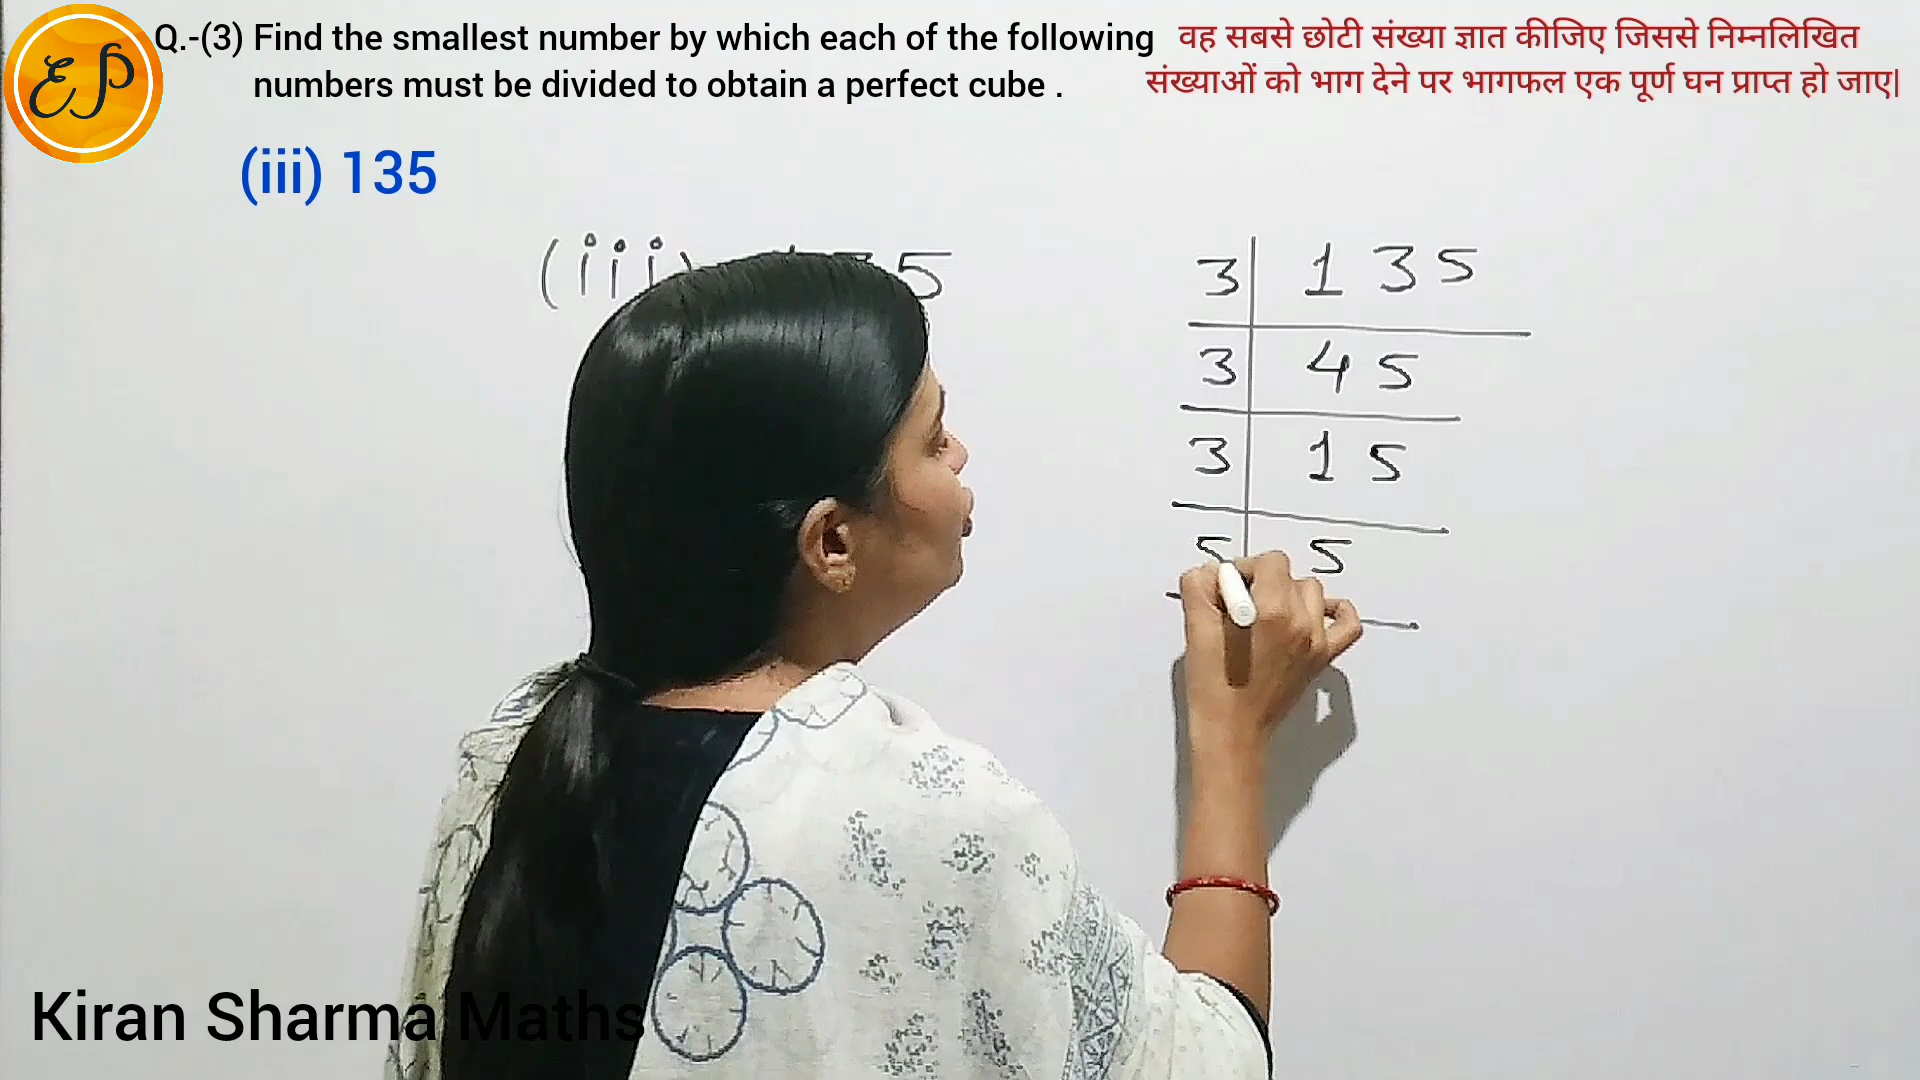 EP
Q.-(3) Find the smallest number by which each of the following
numbers must be divided to obtain a perfect cube .
वह सबसे छोटी संख्या ज्ञात कीजिए जिससे निम्नलिखित
संख्याओं को भाग देने पर भागफल एक पूर्ण घन प्राप्त हो जाए|
(iii) 135
(iii) 5
3 135
3 45
3 15
5 5
Kiran Sharma Maths